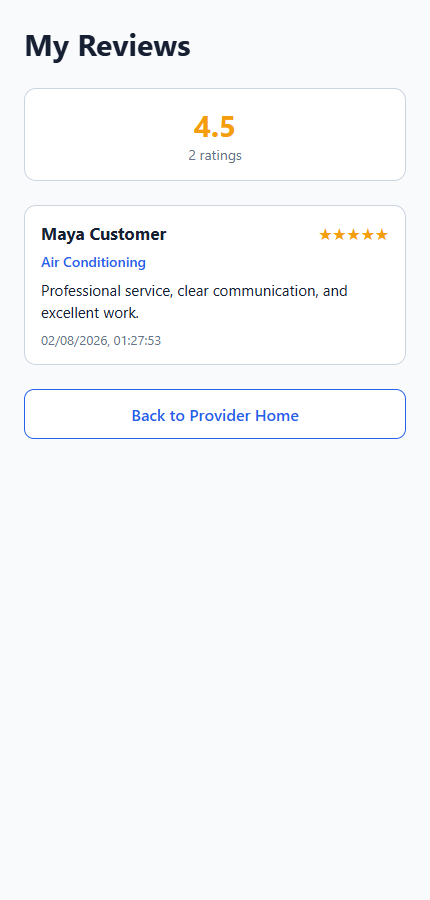 My Reviews
4.5
2 ratings
Maya Customer ★★★★★
Air Conditioning
Professional service, clear communication, and
excellent work.
02/08/2026, 01:27:53
Back to Provider Home